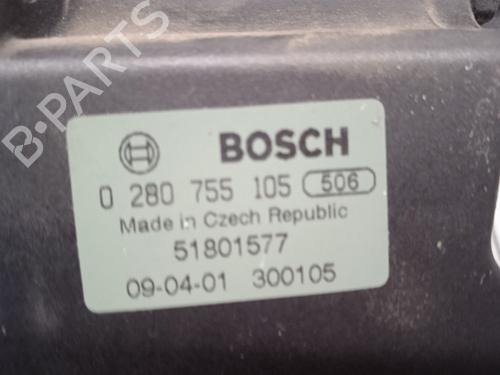 B-PARTS
BOSCH
0 280 755 105 506
Made in Czech Republic
51801577
09-04-01 300105